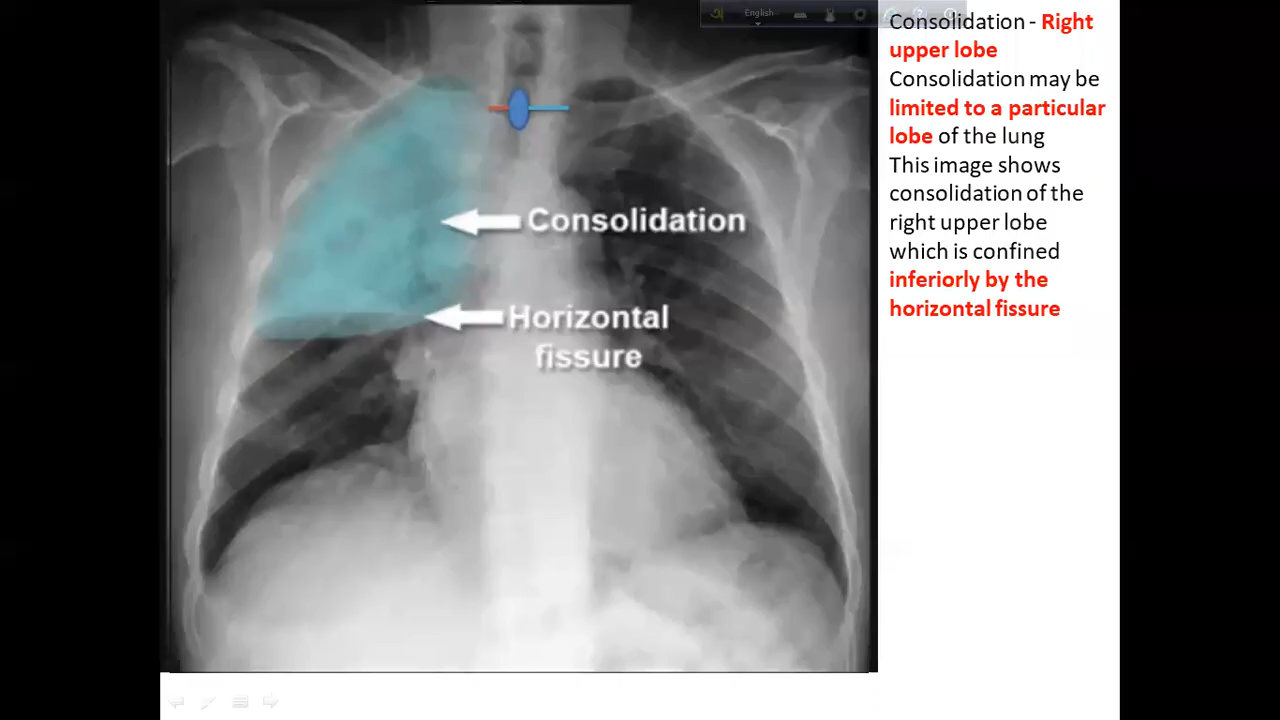 English
Consolidation - Right
upper lobe
Consolidation may be
limited to a particular
lobe of the lung
This image shows
consolidation of the
right upper lobe
which is confined
inferiorly by the
horizontal fissure
Consolidation
Horizontal
fissure